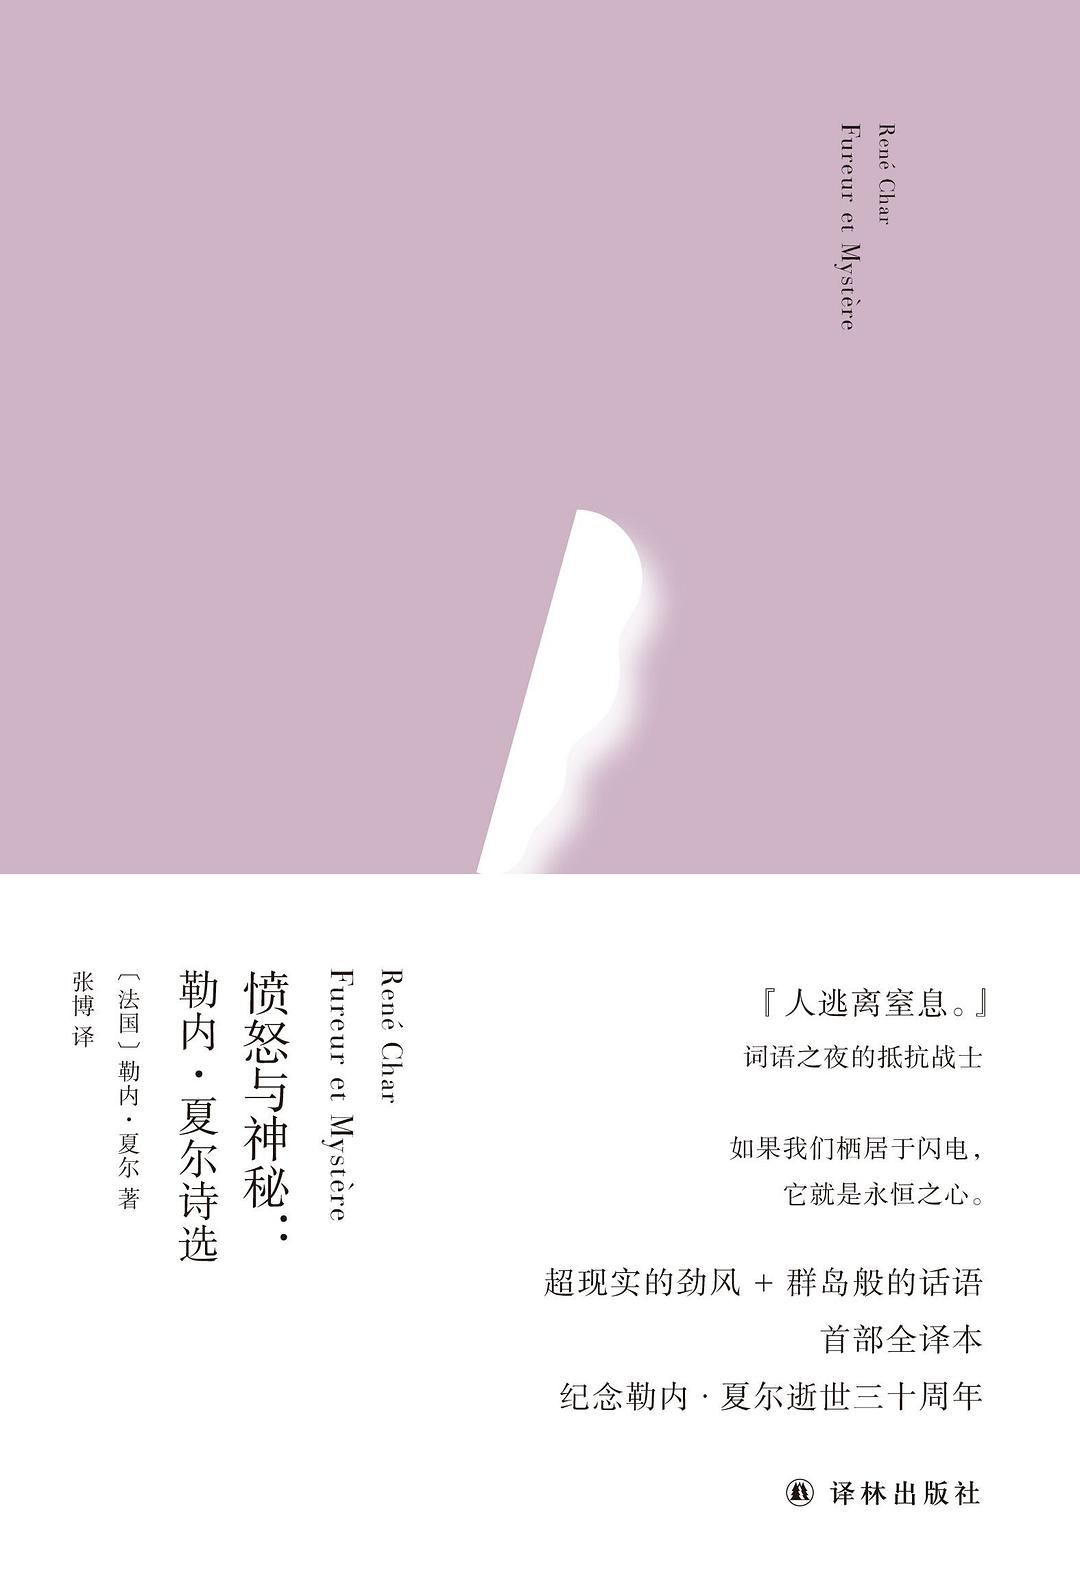 René Char
Fureur et Mystère
René Char
Fureur et Mystère
愤怒与神秘：
勒内·夏尔诗选
〔法国〕勒内·夏尔 著
张博 译
『人逃离窒息。』
词语之夜的抵抗战士
如果我们栖居于闪电，
它就是永恒之心。
超现实的劲风 + 群岛般的话语
首部全译本
纪念勒内·夏尔逝世三十周年
译林出版社